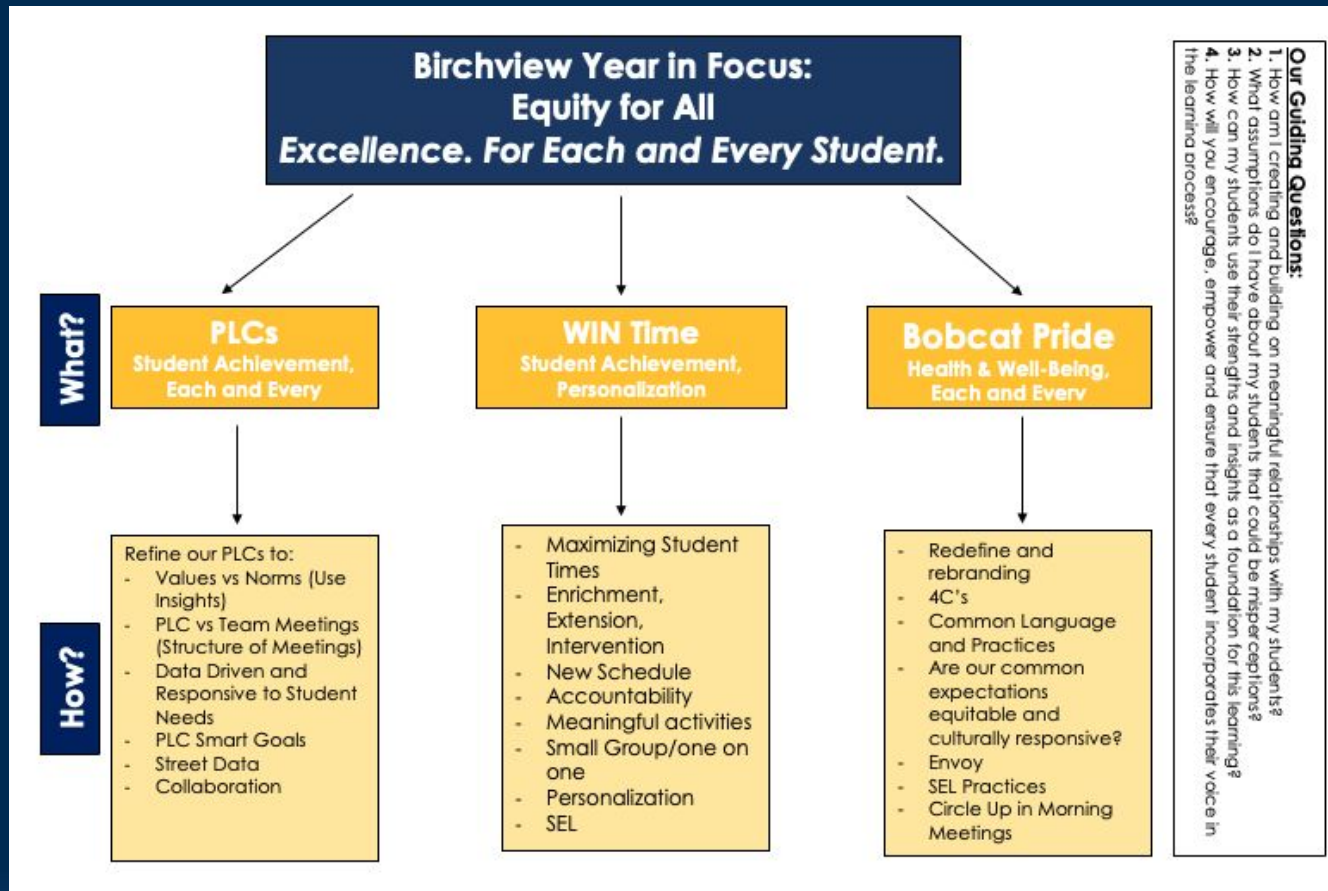 Birchview Year in Focus:
Equity for All
Excellence. For Each and Every Student.
What?
PLCs
Student Achievement,
Each and Every
WIN Time
Student Achievement,
Personalization
Bobcat Pride
Health & Well-Being,
Each and Every
How?
Refine our PLCs to:
- Values vs Norms (Use
Insights)
- PLC vs Team Meetings
(Structure of Meetings)
- Data Driven and
Responsive to Student
Needs
- PLC Smart Goals
- Street Data
- Collaboration
- Maximizing Student
Times
- Enrichment,
Extension,
Intervention
- New Schedule
- Accountability
- Meaningful activities
- Small Group/one on
one
- Personalization
- SEL
- Redefine and
rebranding
- 4C's
- Common Language
and Practices
- Are our common
expectations
equitable and
culturally responsive?
- Envoy
- SEL Practices
- Circle Up in Morning
Meetings
Our Guiding Questions:
1. How am I creating and building on meaningful relationships with my students?
2. What assumptions do I have about my students that could be misperceptions?
3. How can my students use their strengths and insights as a foundation for this learning?
4. How will you encourage, empower and ensure that every student incorporates their voice in
the learning process?